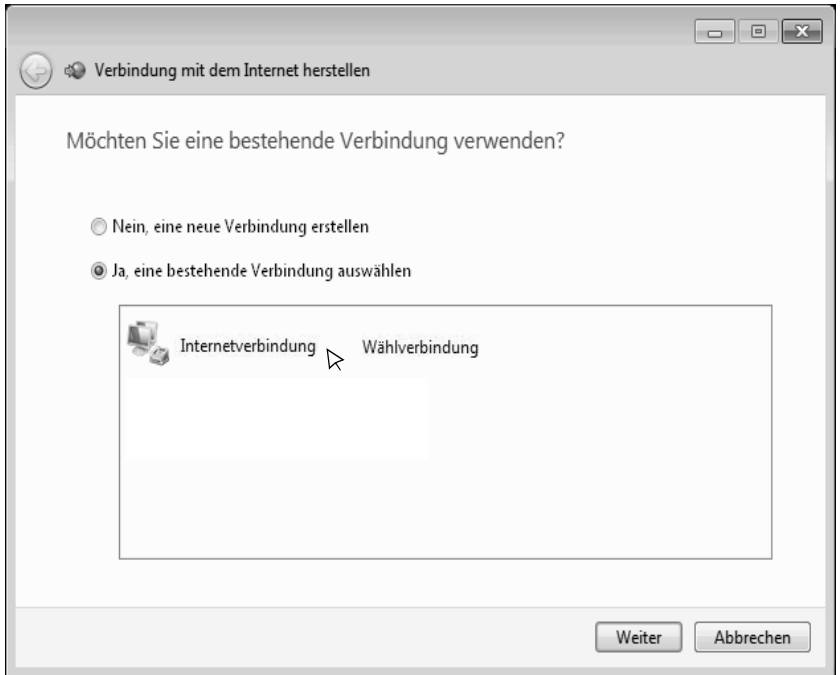 Verbindung mit dem Internet herstellen
Möchten Sie eine bestehende Verbindung verwenden?
Nein, eine neue Verbindung erstellen
Ja, eine bestehende Verbindung auswählen
Internetverbindung Wählverbindung
Weiter Abbrechen